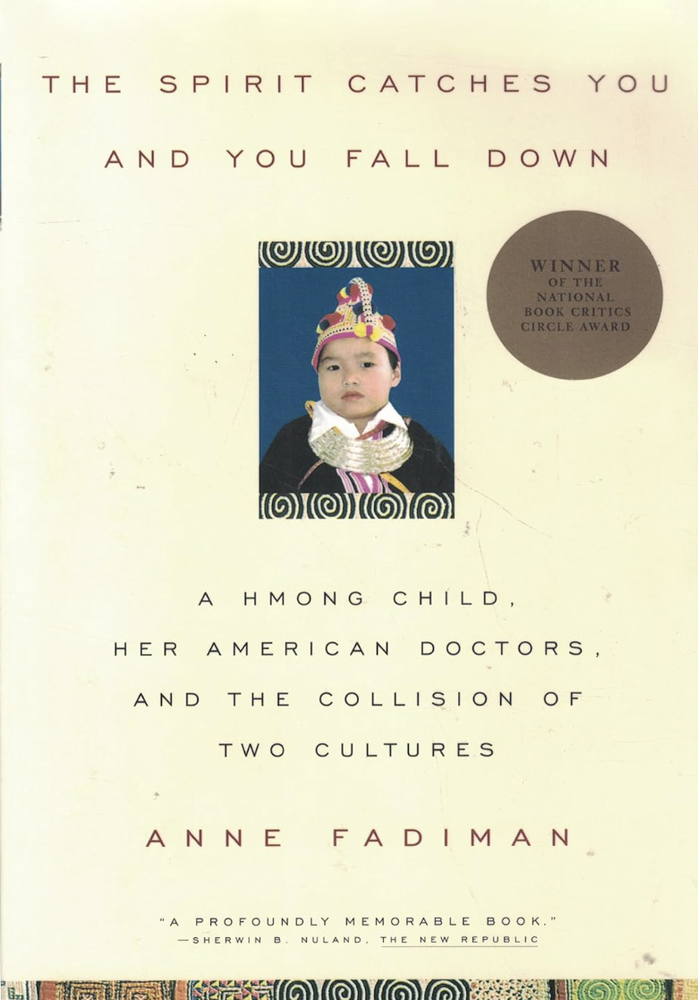 THE SPIRIT CATCHES YOU
AND YOU FALL DOWN
WINNER
OF THE
NATIONAL
BOOK CRITICS
CIRCLE AWARD
A HMONG CHILD,
HER AMERICAN DOCTORS,
AND THE COLLISION OF
TWO CULTURES
ANNE FADIMAN
"A PROFOUNDLY MEMORABLE BOOK."
—SHERWIN B. NULAND, THE NEW REPUBLIC